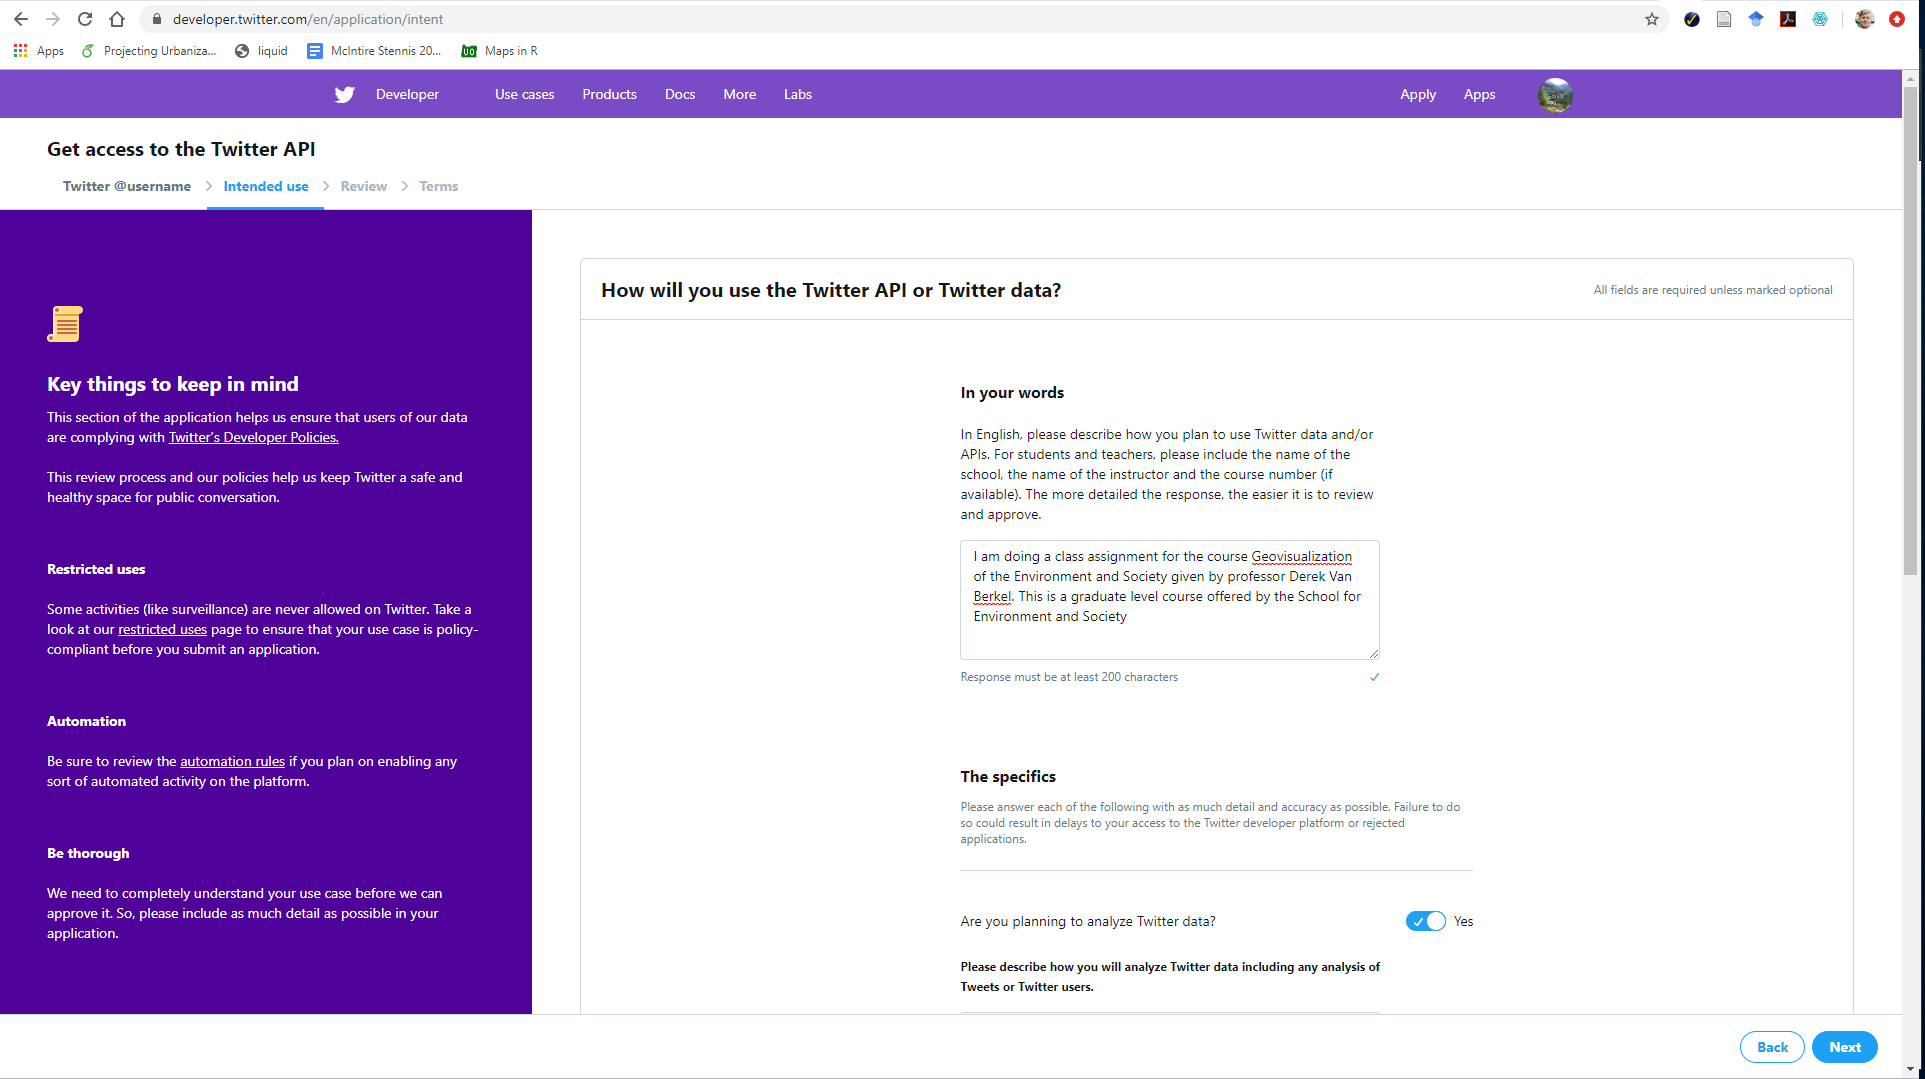 developer.twitter.com/en/application/intent
Apps
Projecting Urbaniza...
liquid
McIntire Stennis 20...
Maps in R
Developer
Use cases
Products
Docs
More
Labs
Apply
Apps
Get access to the Twitter API
Twitter @username
Intended use
Review
Terms
Key things to keep in mind
This section of the application helps us ensure that users of our data
are complying with Twitter's Developer Policies.
This review process and our policies help us keep Twitter a safe and
healthy space for public conversation.
Restricted uses
Some activities (like surveillance) are never allowed on Twitter. Take a
look at our restricted uses page to ensure that your use case is policy-
compliant before you submit an application.
Automation
Be sure to review the automation rules if you plan on enabling any
sort of automated activity on the platform.
Be thorough
We need to completely understand your use case before we can
approve it. So, please include as much detail as possible in your
application.
How will you use the Twitter API or Twitter data?
All fields are required unless marked optional
In your words
In English, please describe how you plan to use Twitter data and/or
APIs. For students and teachers, please include the name of the
school, the name of the instructor and the course number (if
available). The more detailed the response, the easier it is to review
and approve.
I am doing a class assignment for the course Geovisualization
of the Environment and Society given by professor Derek Van
Berkel. This is a graduate level course offered by the School for
Environment and Society
Response must be at least 200 characters
The specifics
Please answer each of the following with as much detail and accuracy as possible. Failure to do
so could result in delays to your access to the Twitter developer platform or rejected
applications.
Are you planning to analyze Twitter data?
Yes
Please describe how you will analyze Twitter data including any analysis of
Tweets or Twitter users.
Back
Next